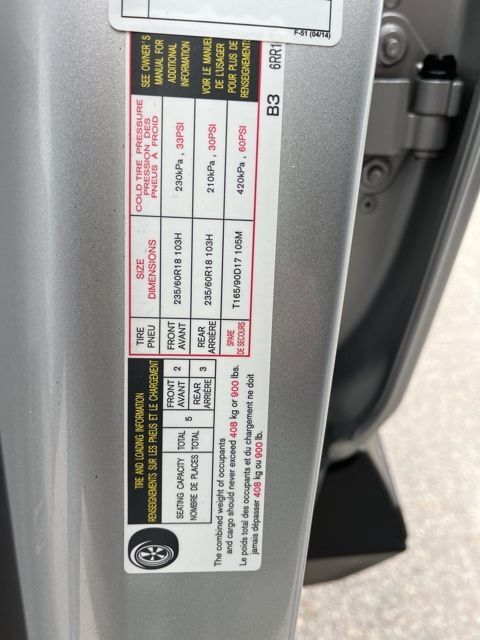 F-51 (04/14)
TIRE AND LOADING INFORMATION
RENSEIGNEMENTS SUR LES PNEUS ET LE CHARGEMENT
SEATING CAPACITY TOTAL 5 FRONT AVANT 2
NOMBRE DE PLACES TOTAL REAR ARRIÈRE 3
The combined weight of occupants
and cargo should never exceed 408 kg or 900 lbs.
Le poids total des occupants et du chargement ne doit
jamais dépasser 408 kg ou 900 lb.
TIRE
PNEU
SIZE
DIMENSIONS
COLD TIRE PRESSURE
PRESSION DES
PNEUS À FROID
FRONT
AVANT
235/60R18 103H
230kPa , 33PSI
REAR
ARRIÈRE
235/60R18 103H
210kPa , 30PSI
SPARE
DE SECOURS
T165/90D17 105M
420kPa , 60PSI
SEE OWNER'S
MANUAL FOR
ADDITIONAL
INFORMATION
VOIR LE MANUEL
DE L'USAGER
POUR PLUS DE
RENSEIGNEMENTS
B3 6RR1